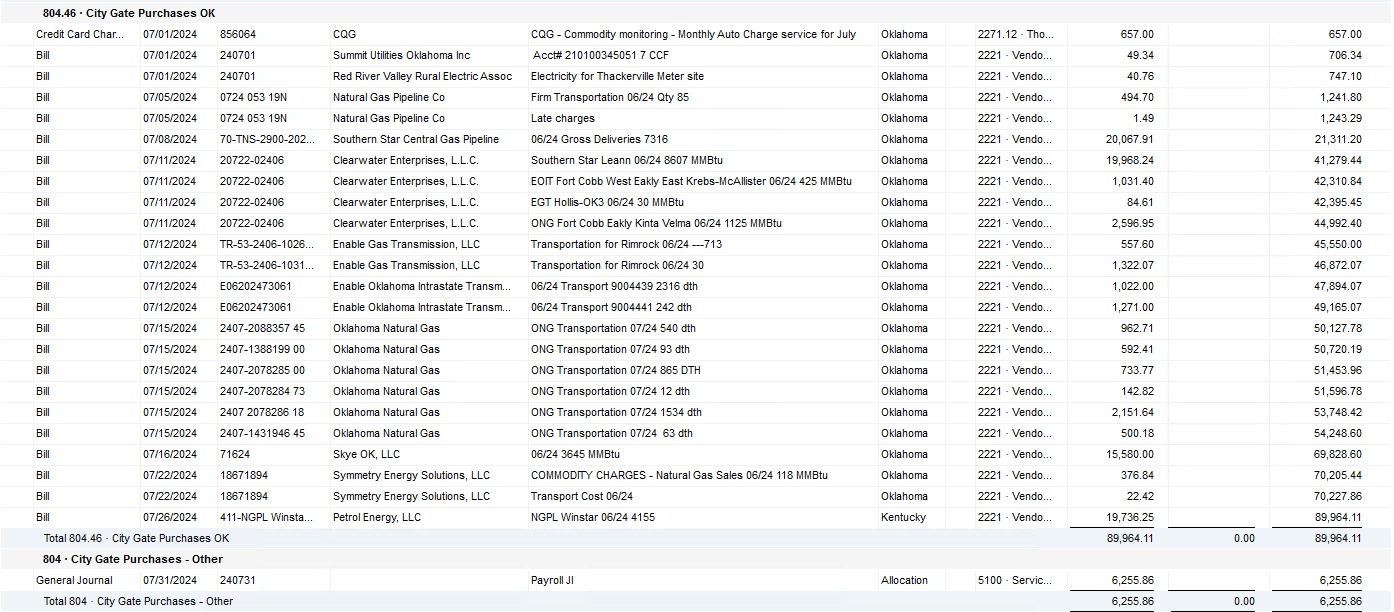 804.46 · City Gate Purchases OK
Credit Card Char... 07/01/2024 856064 CQG CQG - Commodity monitoring - Monthly Auto Charge service for July Oklahoma 2271.12 · Tho... 657.00 657.00
Bill 07/01/2024 240701 Summit Utilities Oklahoma Inc Acct# 210100345051 7 CCF Oklahoma 2221 · Vendo... 49.34 706.34
Bill 07/01/2024 240701 Red River Valley Rural Electric Assoc Electricity for Thackerville Meter site Oklahoma 2221 · Vendo... 40.76 747.10
Bill 07/05/2024 0724 053 19N Natural Gas Pipeline Co Firm Transportation 06/24 Qty 85 Oklahoma 2221 · Vendo... 494.70 1,241.80
Bill 07/05/2024 0724 053 19N Natural Gas Pipeline Co Late charges Oklahoma 2221 · Vendo... 1.49 1,243.29
Bill 07/08/2024 70-TNS-2900-202... Southern Star Central Gas Pipeline 06/24 Gross Deliveries 7316 Oklahoma 2221 · Vendo... 20,067.91 21,311.20
Bill 07/11/2024 20722-02406 Clearwater Enterprises, L.L.C. Southern Star Leann 06/24 8607 MMBtu Oklahoma 2221 · Vendo... 19,968.24 41,279.44
Bill 07/11/2024 20722-02406 Clearwater Enterprises, L.L.C. EOIT Fort Cobb West Eakly East Krebs-McAllister 06/24 425 MMBtu Oklahoma 2221 · Vendo... 1,031.40 42,310.84
Bill 07/11/2024 20722-02406 Clearwater Enterprises, L.L.C. EGT Hollis-OK3 06/24 30 MMBtu Oklahoma 2221 · Vendo... 84.61 42,395.45
Bill 07/11/2024 20722-02406 Clearwater Enterprises, L.L.C. ONG Fort Cobb Eakly Kinta Velma 06/24 1125 MMBtu Oklahoma 2221 · Vendo... 2,596.95 44,992.40
Bill 07/12/2024 TR-53-2406-1026... Enable Gas Transmission, LLC Transportation for Rimrock 06/24 ---713 Oklahoma 2221 · Vendo... 557.60 45,550.00
Bill 07/12/2024 TR-53-2406-1031... Enable Gas Transmission, LLC Transportation for Rimrock 06/24 30 Oklahoma 2221 · Vendo... 1,322.07 46,872.07
Bill 07/12/2024 E06202473061 Enable Oklahoma Intrastate Transm... 06/24 Transport 9004439 2316 dth Oklahoma 2221 · Vendo... 1,022.00 47,894.07
Bill 07/12/2024 E06202473061 Enable Oklahoma Intrastate Transm... 06/24 Transport 9004441 242 dth Oklahoma 2221 · Vendo... 1,271.00 49,165.07
Bill 07/15/2024 2407-2088357 45 Oklahoma Natural Gas ONG Transportation 07/24 540 dth Oklahoma 2221 · Vendo... 962.71 50,127.78
Bill 07/15/2024 2407-1388199 00 Oklahoma Natural Gas ONG Transportation 07/24 93 dth Oklahoma 2221 · Vendo... 592.41 50,720.19
Bill 07/15/2024 2407-2078285 00 Oklahoma Natural Gas ONG Transportation 07/24 865 DTH Oklahoma 2221 · Vendo... 733.77 51,453.96
Bill 07/15/2024 2407-2078284 73 Oklahoma Natural Gas ONG Transportation 07/24 12 dth Oklahoma 2221 · Vendo... 142.82 51,596.78
Bill 07/15/2024 2407 2078286 18 Oklahoma Natural Gas ONG Transportation 07/24 1534 dth Oklahoma 2221 · Vendo... 2,151.64 53,748.42
Bill 07/15/2024 2407-1431946 45 Oklahoma Natural Gas ONG Transportation 07/24 63 dth Oklahoma 2221 · Vendo... 500.18 54,248.60
Bill 07/16/2024 71624 Skye OK, LLC 06/24 3645 MMBtu Oklahoma 2221 · Vendo... 15,580.00 69,828.60
Bill 07/22/2024 18671894 Symmetry Energy Solutions, LLC COMMODITY CHARGES - Natural Gas Sales 06/24 118 MMBtu Oklahoma 2221 · Vendo... 376.84 70,205.44
Bill 07/22/2024 18671894 Symmetry Energy Solutions, LLC Transport Cost 06/24 Oklahoma 2221 · Vendo... 22.42 70,227.86
Bill 07/26/2024 411-NGPL Winsta... Petrol Energy, LLC NGPL Winstar 06/24 4155 Kentucky 2221 · Vendo... 19,736.25 89,964.11
Total 804.46 · City Gate Purchases OK 89,964.11 0.00 89,964.11
804 · City Gate Purchases - Other
General Journal 07/31/2024 240731 Payroll JI Allocation 5100 · Servic... 6,255.86 6,255.86
Total 804 · City Gate Purchases - Other 6,255.86 0.00 6,255.86